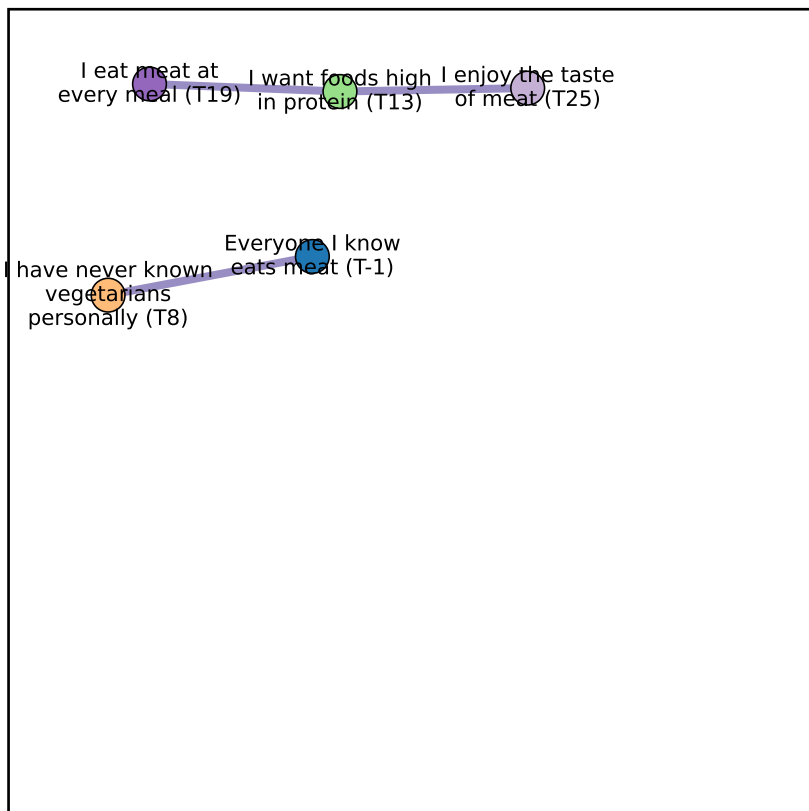 I eat meat at
every meal (T19)
I want foods high
in protein (T13)
I enjoy the taste
of meat (T25)
Everyone I know
eats meat (T-1)
I have never known
vegetarians
personally (T8)